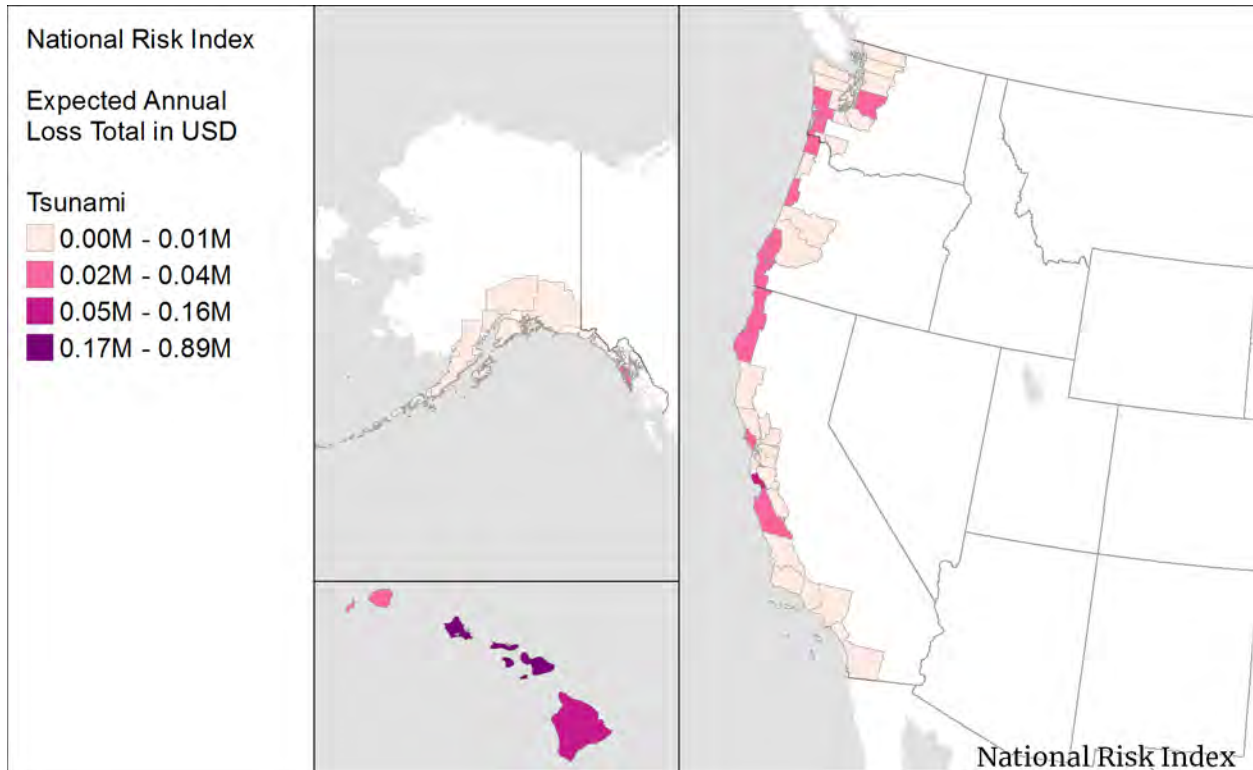 National Risk Index
Expected Annual
Loss Total in USD
Tsunami
0.00M - 0.01M
0.02M - 0.04M
0.05M - 0.16M
0.17M - 0.89M
National Risk Index